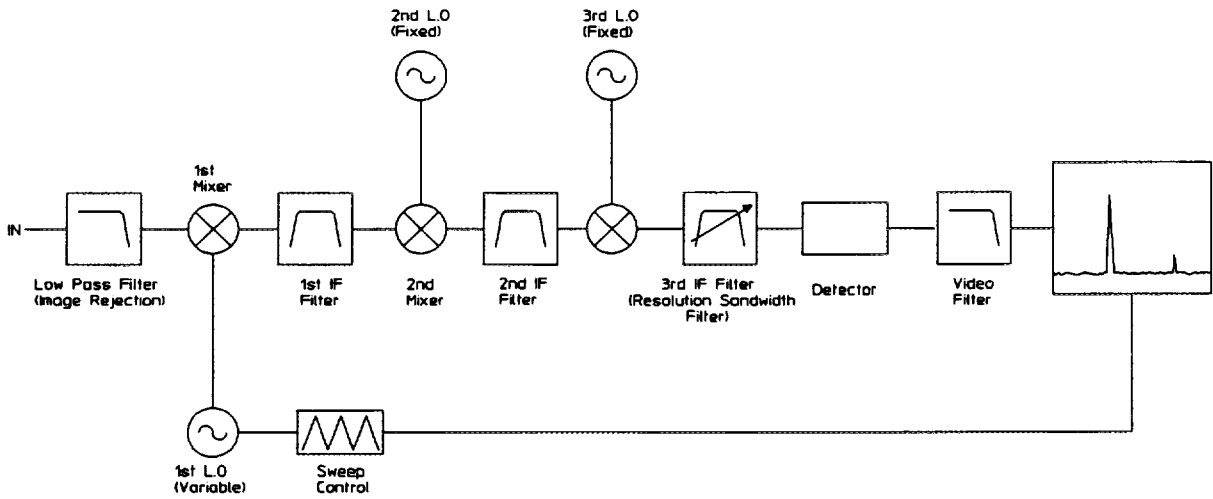 2nd L.O
(Fixed)
3rd L.O
(Fixed)
1st
Mixer
IN
Low Pass Filter
(Image Rejection)
1st IF
Filter
2nd
Mixer
2nd IF
Filter
3rd IF Filter
(Resolution Sandwidth
Filter)
Detector
Video
Filter
1st L.O
(Variable)
Sweep
Control